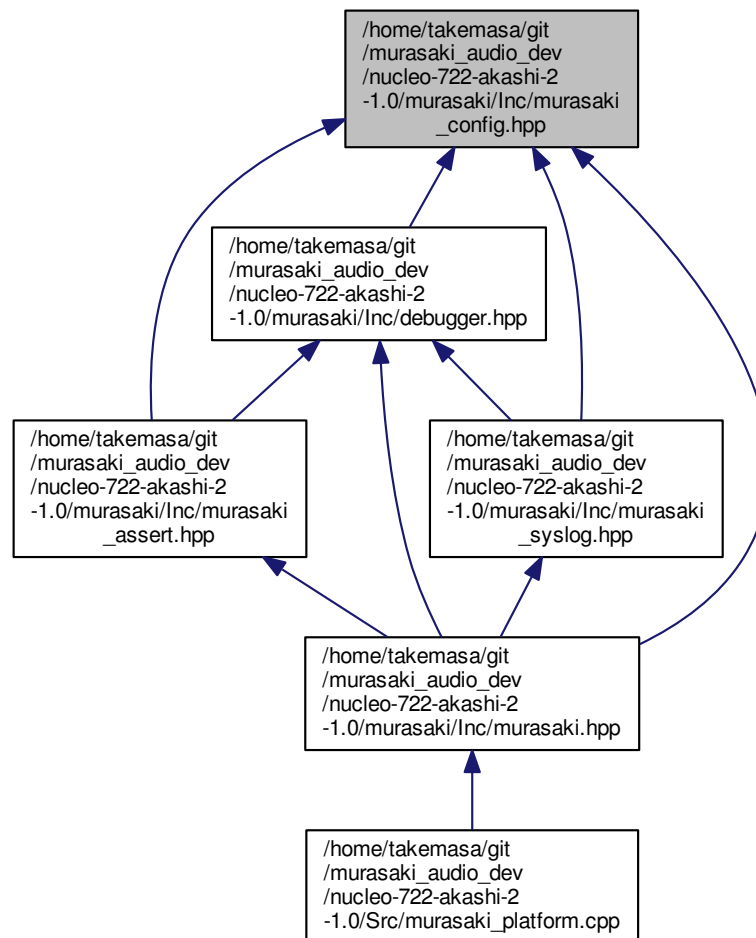 /home/takemasa/git
/murasaki_audio_dev
/nucleo-722-akashi-2
-1.0/murasaki/Inc/murasaki
_config.hpp
/home/takemasa/git
/murasaki_audio_dev
/nucleo-722-akashi-2
-1.0/murasaki/Inc/debugger.hpp
/home/takemasa/git
/murasaki_audio_dev
/nucleo-722-akashi-2
-1.0/murasaki/Inc/murasaki
_assert.hpp
/home/takemasa/git
/murasaki_audio_dev
/nucleo-722-akashi-2
-1.0/murasaki/Inc/murasaki
_syslog.hpp
/home/takemasa/git
/murasaki_audio_dev
/nucleo-722-akashi-2
-1.0/murasaki/Inc/murasaki.hpp
/home/takemasa/git
/murasaki_audio_dev
/nucleo-722-akashi-2
-1.0/Src/murasaki_platform.cpp